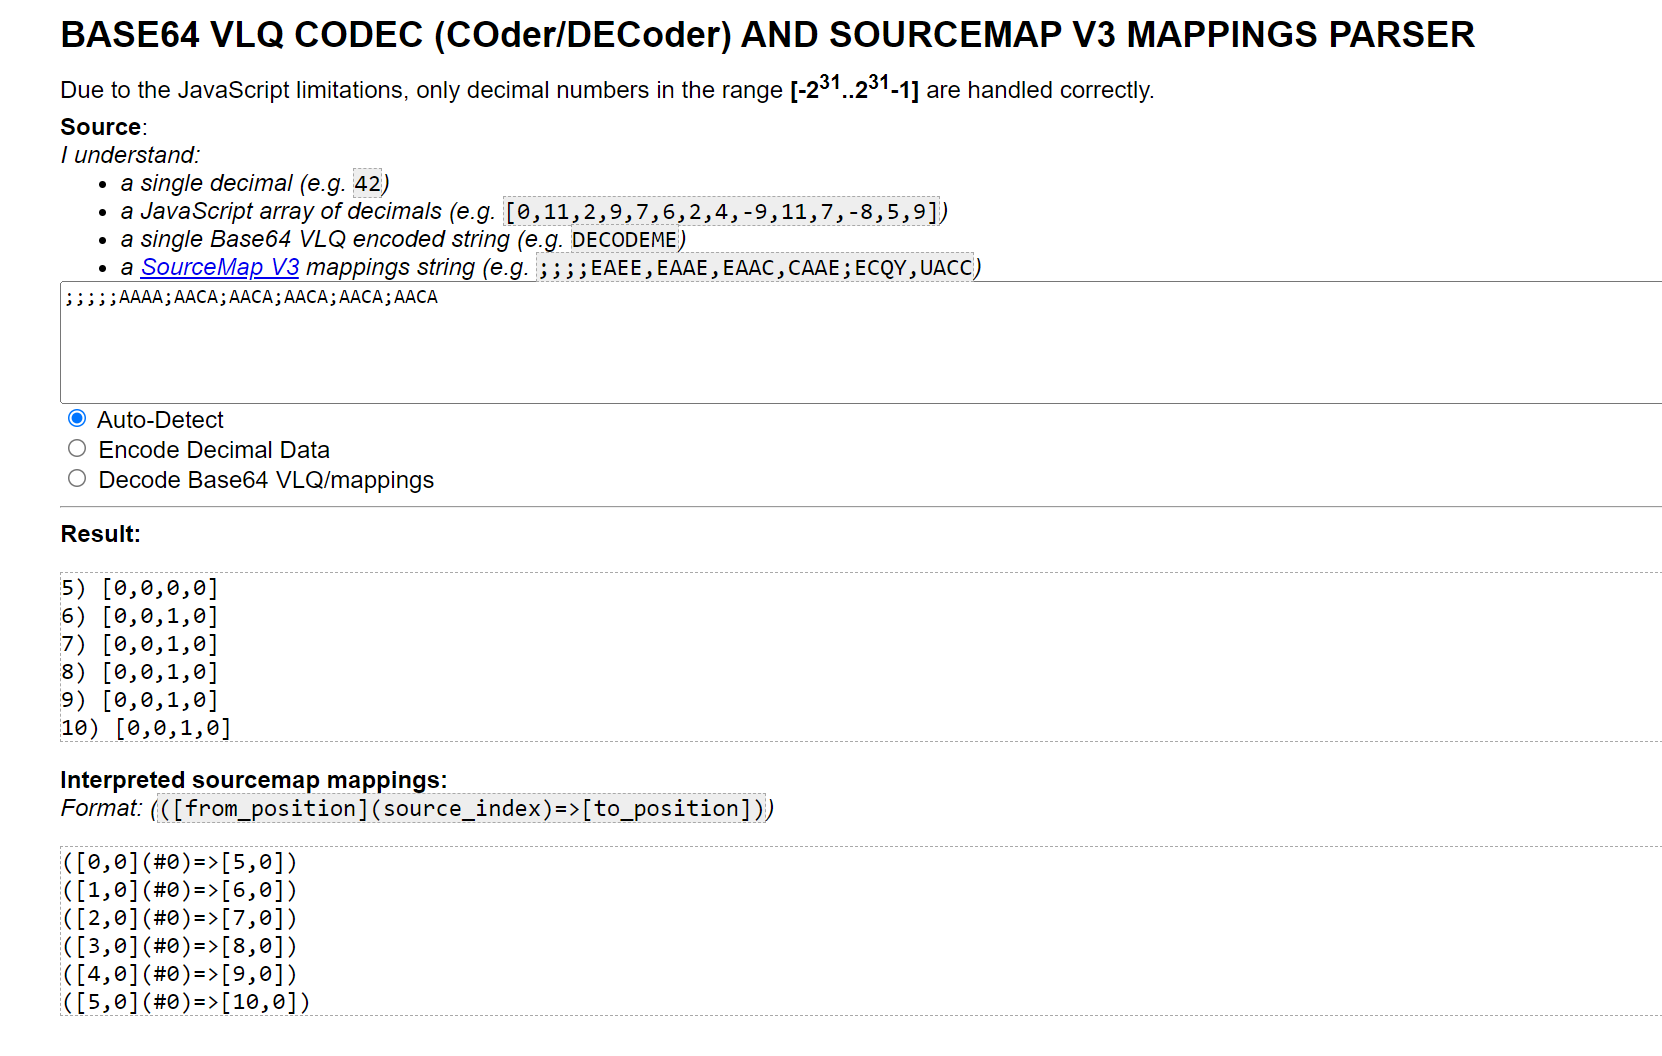 BASE64 VLQ CODEC (COder/DECoder) AND SOURCEMAP V3 MAPPINGS PARSER
Due to the JavaScript limitations, only decimal numbers in the range [-2^31..2^31-1] are handled correctly.
Source:
I understand:
• a single decimal (e.g. 42)
• a JavaScript array of decimals (e.g. [0,11,2,9,7,6,2,4,-9,11,7,-8,5,9])
• a single Base64 VLQ encoded string (e.g. DECODEME)
• a SourceMap V3 mappings string (e.g. ;;;;EAEE,EAAE,EAAC,CAAE;ECQY,UACC)
;;;;;AAAA;AACA;AACA;AACA;AACA;AACA
Auto-Detect
Encode Decimal Data
Decode Base64 VLQ/mappings
Result:
5) [0,0,0,0]
6) [0,0,1,0]
7) [0,0,1,0]
8) [0,0,1,0]
9) [0,0,1,0]
10) [0,0,1,0]
Interpreted sourcemap mappings:
Format: (([from_position](source_index)=>[to_position]))
([0,0](#0)=>[5,0])
([1,0](#0)=>[6,0])
([2,0](#0)=>[7,0])
([3,0](#0)=>[8,0])
([4,0](#0)=>[9,0])
([5,0](#0)=>[10,0])